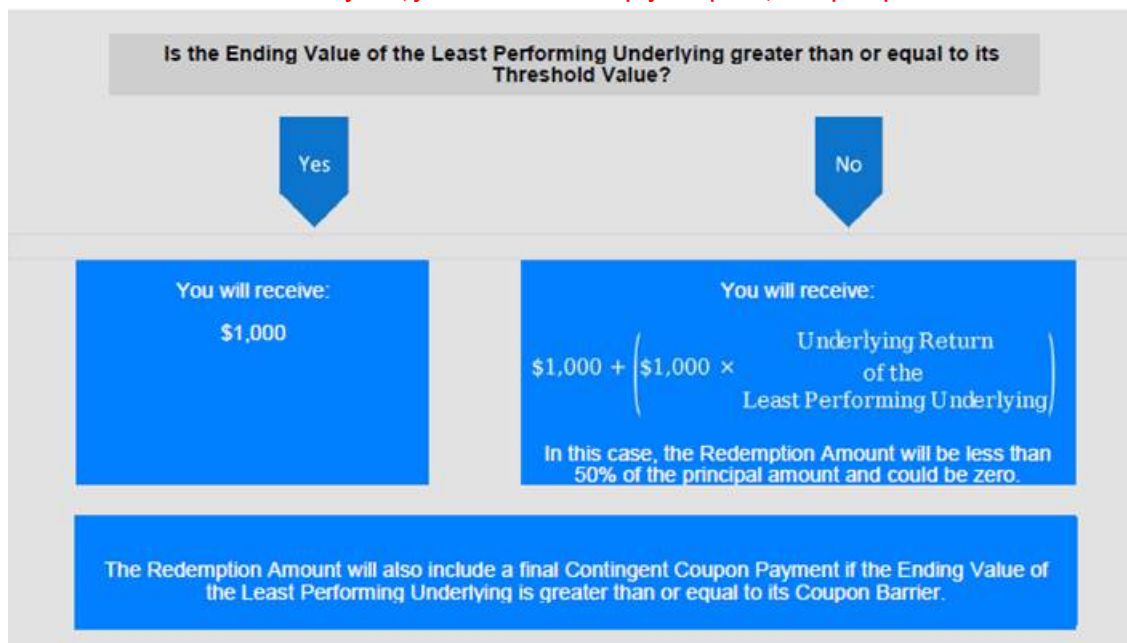 Is the Ending Value of the Least Performing Underlying greater than or equal to its
Threshold Value?
Yes
No
You will receive:
$1,000
You will receive:
$1,000 + ($1,000 × Underlying Return
of the
Least Performing Underlying)
In this case, the Redemption Amount will be less than
50% of the principal amount and could be zero.
The Redemption Amount will also include a final Contingent Coupon Payment if the Ending Value of
the Least Performing Underlying is greater than or equal to its Coupon Barrier.